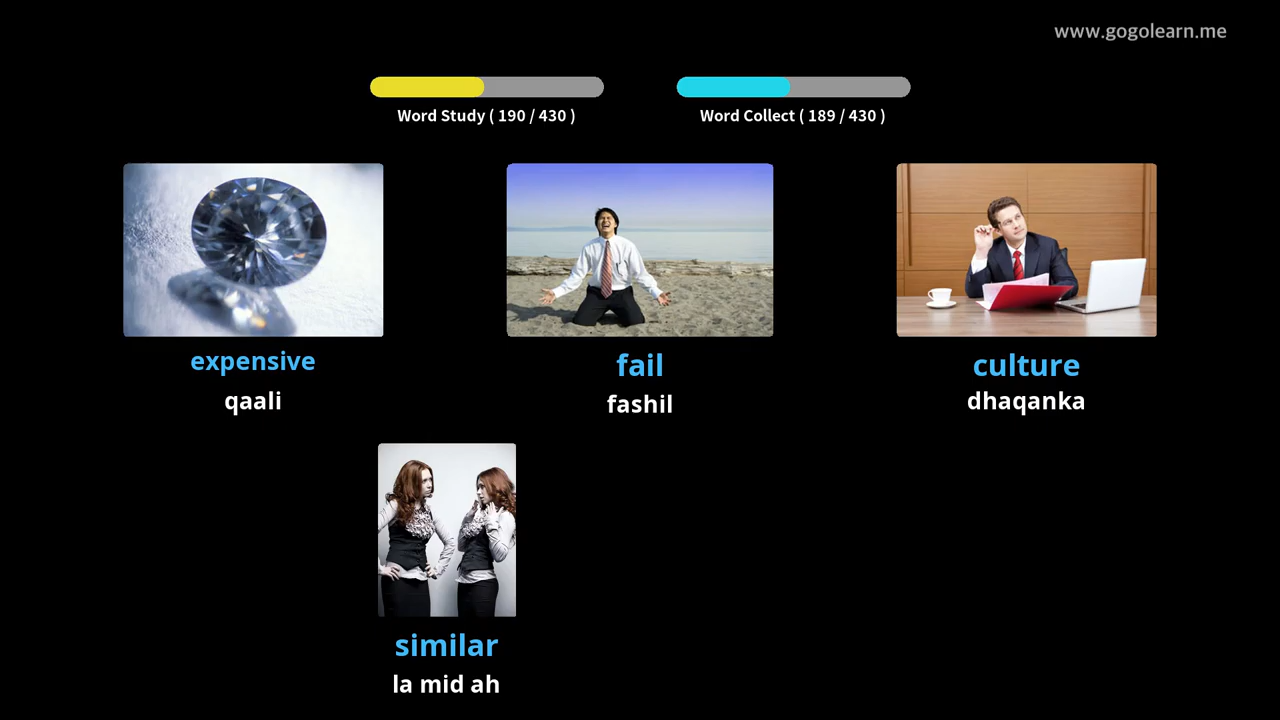 www.gogolearn.me
Word Study ( 190 / 430 )
Word Collect ( 189 / 430 )
expensive
qaali
fail
fashil
culture
dhaqanka
similar
la mid ah